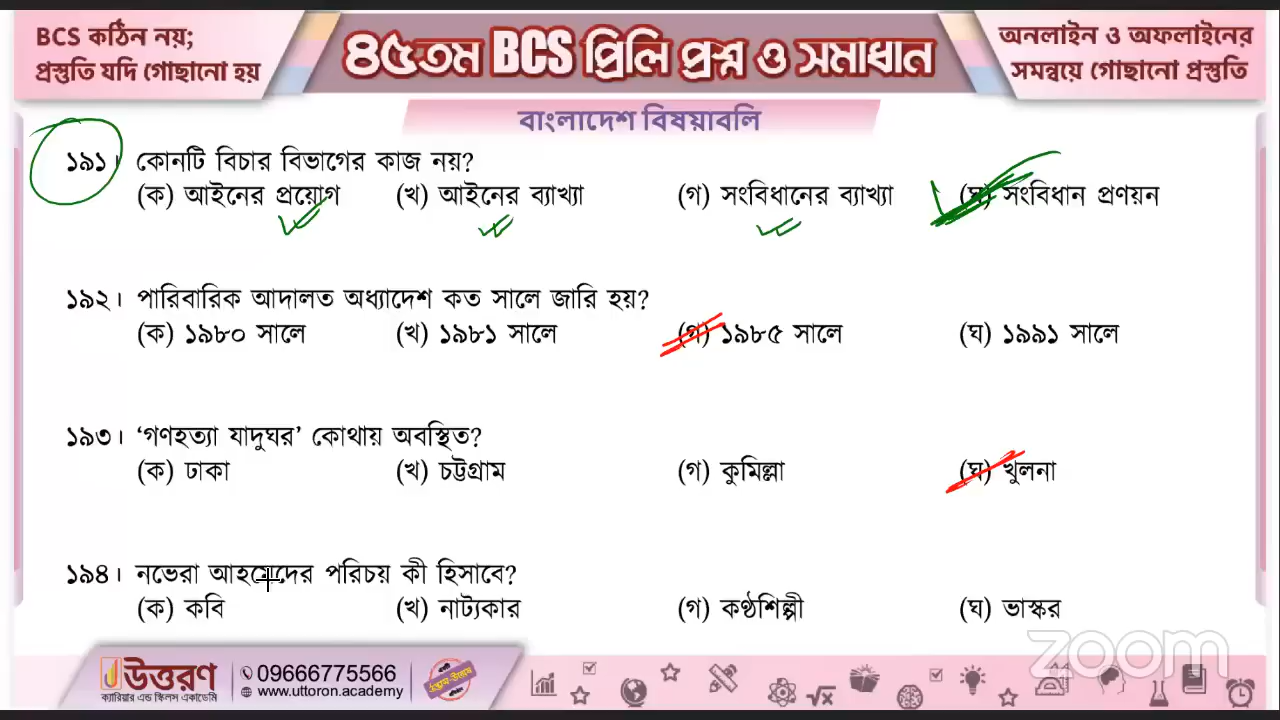 BCS কঠিন নয়;
প্রস্তুতি যদি গোছানো হয়
৪৫তম BCS প্রিলি প্রশ্ন ও সমাধান
অনলাইন ও অফলাইনের
সমন্বয়ে গোছানো প্রস্তুতি
বাংলাদেশ বিষয়াবলি
১৯১। কোনটি বিচার বিভাগের কাজ নয়?
(ক) আইনের প্রয়োগ (খ) আইনের ব্যাখ্যা (গ) সংবিধানের ব্যাখ্যা (ঘ) সংবিধান প্রণয়ন
১৯২। পারিবারিক আদালত অধ্যাদেশ কত সালে জারি হয়?
(ক) ১৯৮০ সালে (খ) ১৯৮১ সালে (গ) ১৯৮৫ সালে (ঘ) ১৯৯১ সালে
১৯৩। ‘গণহত্যা যাদুঘর’ কোথায় অবস্থিত?
(ক) ঢাকা (খ) চট্টগ্রাম (গ) কুমিল্লা (ঘ) খুলনা
১৯৪। নভেরা আহমেদের পরিচয় কী হিসাবে?
(ক) কবি (খ) নাট্যকার (গ) কণ্ঠশিল্পী (ঘ) ভাস্কর
zoom
উত্তরণ
ক্যারিয়ার এন্ড স্কিলস একাডেমি
09666775566
www.uttoron.academy